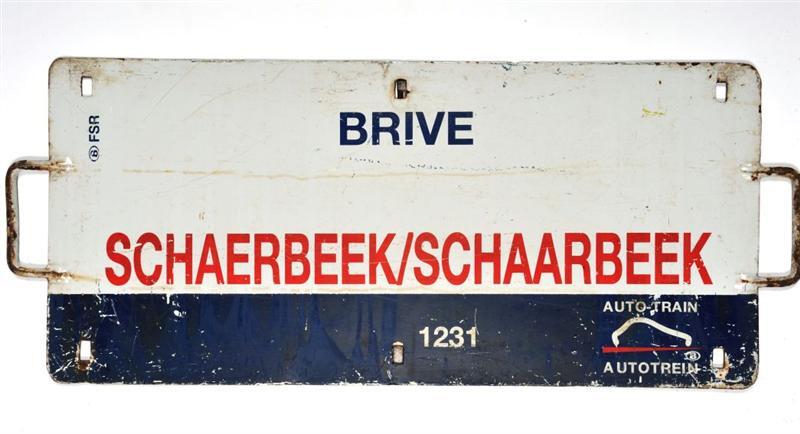 BRIVE
B FSR
SCHAERBEEK/SCHAARBEEK
1231
AUTO-TRAIN
B
AUTOTREIN